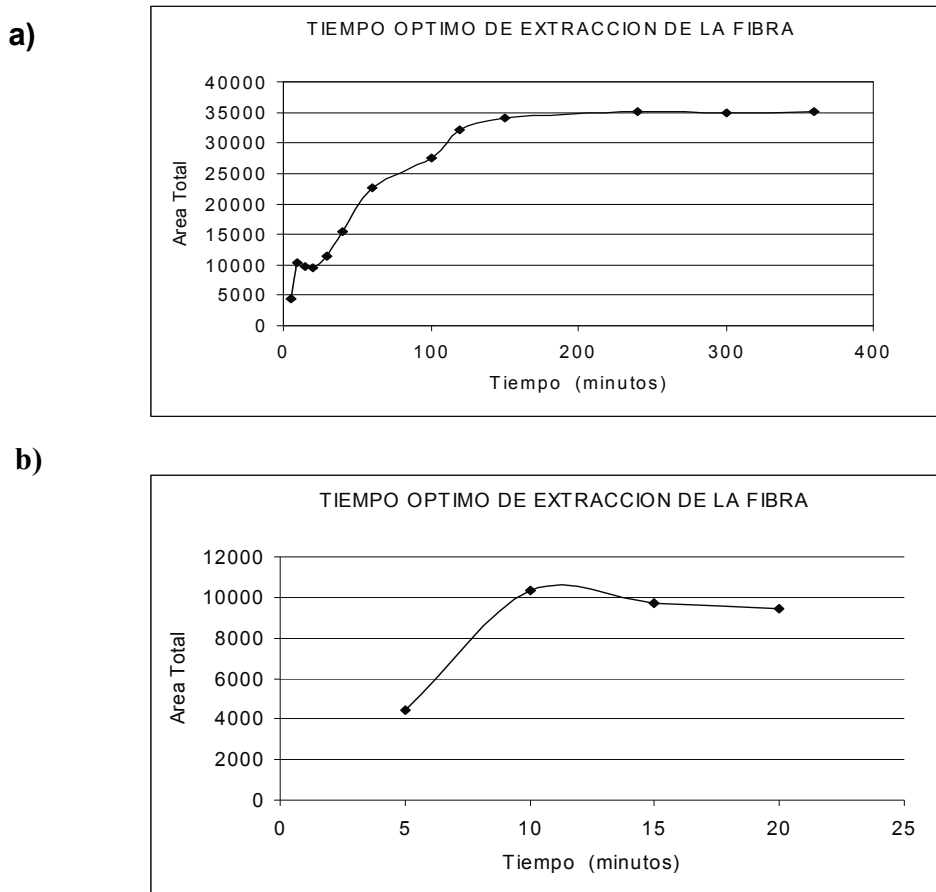 a)
TIEMPO OPTIMO DE EXTRACCION DE LA FIBRA
40000
35000
30000
25000
20000
15000
10000
5000
0
Area Total
0 100 200 300 400
Tiempo (minutos)
b)
TIEMPO OPTIMO DE EXTRACCION DE LA FIBRA
12000
10000
8000
6000
4000
2000
0
Area Total
0 5 10 15 20 25
Tiempo (minutos)